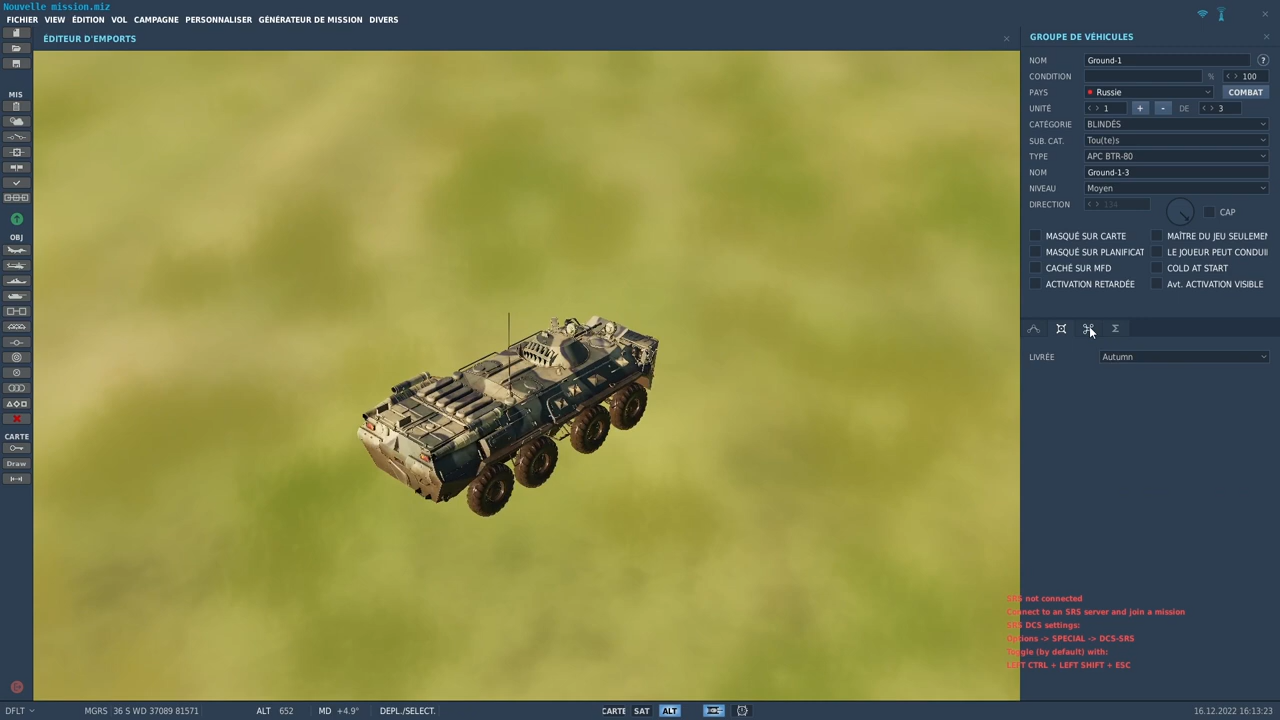 Nouvelle mission.miz
FICHIER VIEW ÉDITION VOL CAMPAGNE PERSONNALISER GÉNÉRATEUR DE MISSION DIVERS
ÉDITEUR D'EMPORTS
GROUPE DE VÉHICULES
NOM Ground-1 ?
CONDITION % 100
PAYS Russie COMBAT
UNITÉ 1 + - DE 3
CATÉGORIE BLINDÉS
SUB. CAT. Tou(te)s
TYPE APC BTR-80
NOM Ground-1-3
NIVEAU Moyen
DIRECTION 134 CAP
MASQUÉ SUR CARTE MAÎTRE DU JEU SEULEMEN
MASQUÉ SUR PLANIFICAT LE JOUEUR PEUT CONDUI
CACHÉ SUR MFD COLD AT START
ACTIVATION RETARDÉE Avt. ACTIVATION VISIBLE
LIVRÉE Autumn
MIS
OBJ
CARTE
Draw
SRS not connected
Connect to an SRS server and join a mission
SRS DCS settings:
Options -> SPECIAL -> DCS-SRS
Toggle (by default) with:
LEFT CTRL + LEFT SHIFT + ESC
DFLT MGRS 36 S WD 37089 81571 ALT 652 MD +4.9° DEPL./SELECT. CARTE SAT ALT 16.12.2022 16:13:23